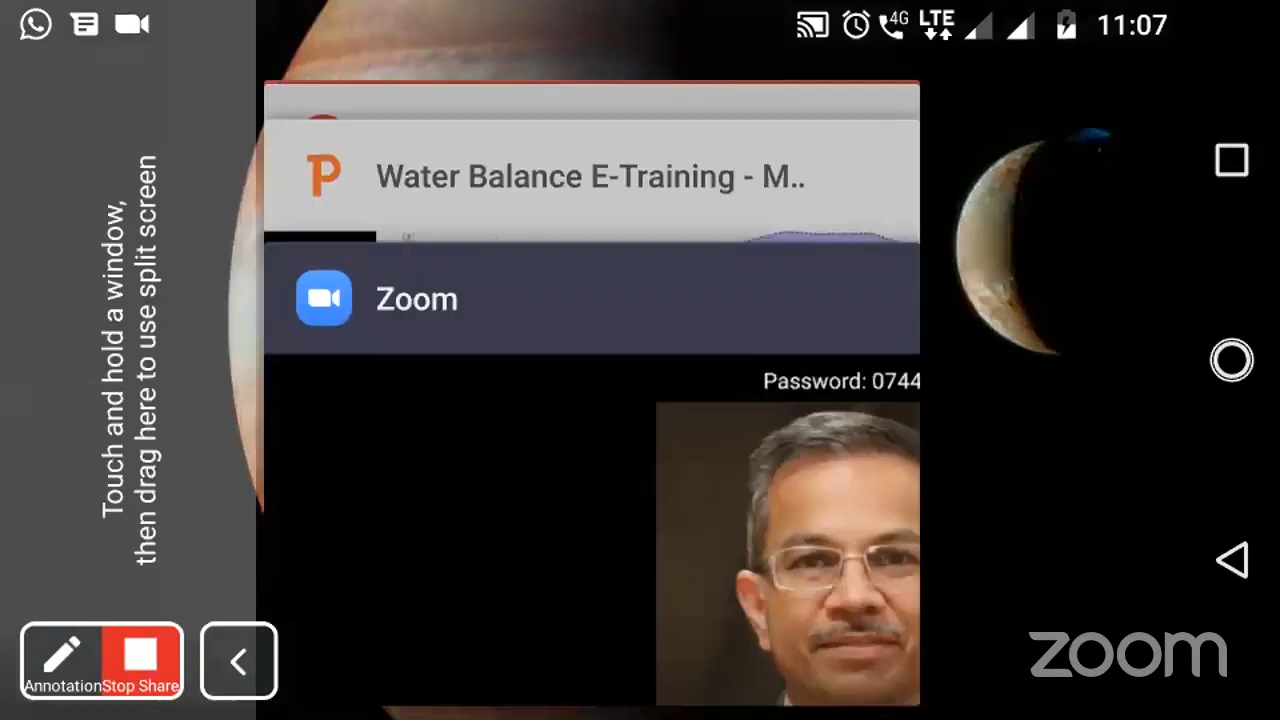 4G
LTE
11:07
Touch and hold a window,
then drag here to use split screen
Water Balance E-Training - M..
Zoom
Password: 0744
Annotation
Stop Share
zoom